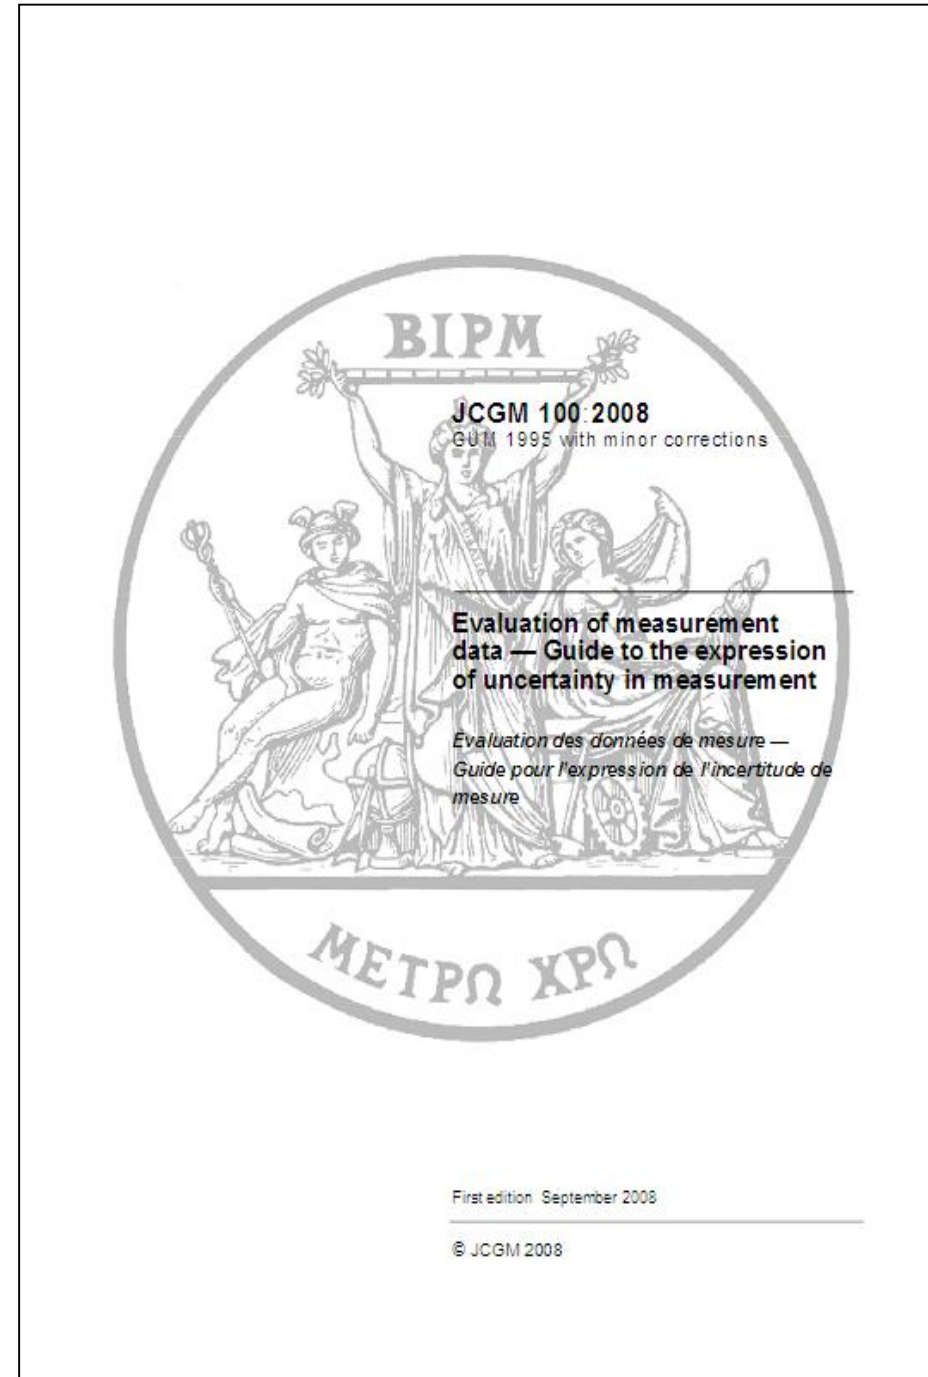 BIPM
JCGM 100:2008
GUM 1995 with minor corrections
Evaluation of measurement
data — Guide to the expression
of uncertainty in measurement
Évaluation des données de mesure —
Guide pour l'expression de l'incertitude de
mesure
ΜΕΤΡΩ ΧΡΩ
First edition September 2008
© JCGM 2008